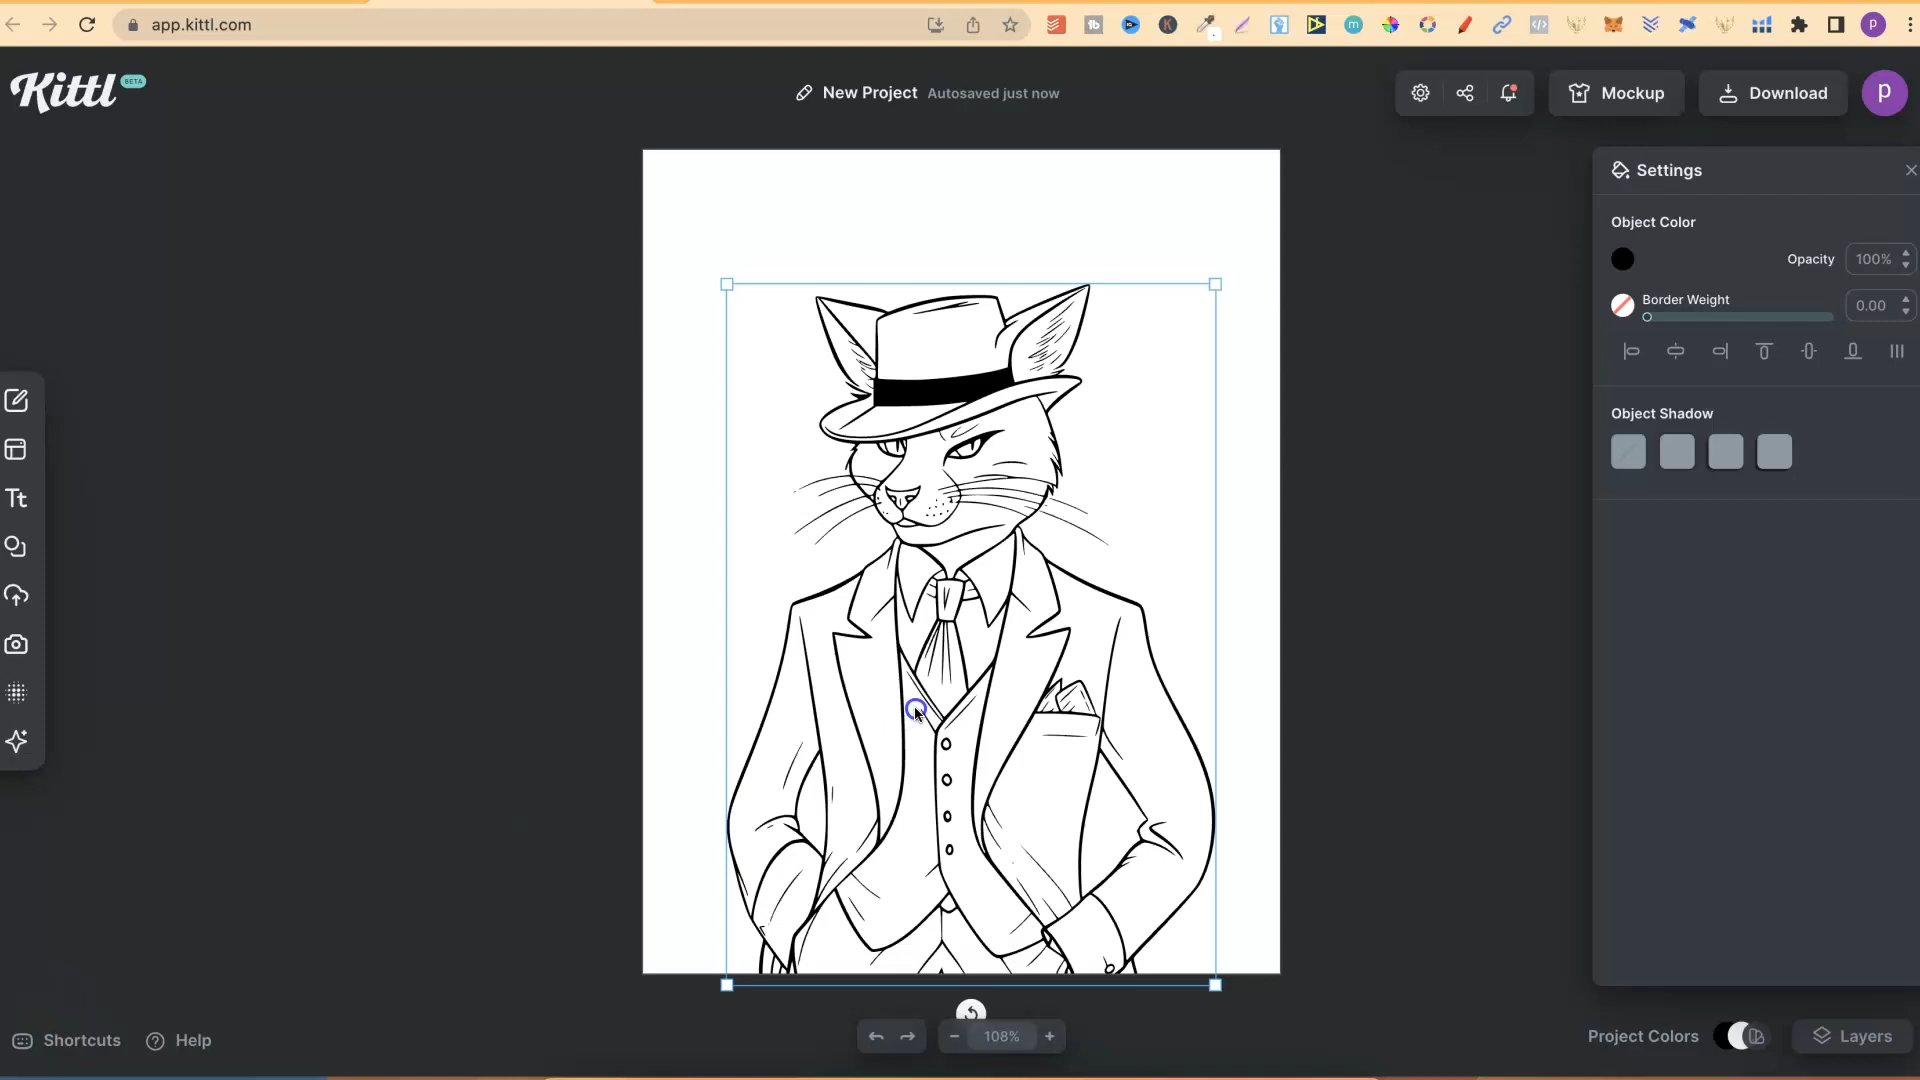 app.kittl.com
Kittl BETA
New Project Autosaved just now
Mockup
Download
p
Settings
Object Color
Opacity 100%
Border Weight 0.00
Object Shadow
Tt
Shortcuts
Help
108%
Project Colors
Layers